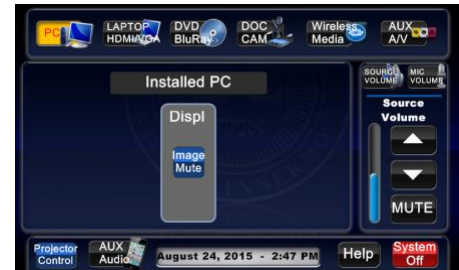 PC
LAPTOP
HDMI/VGA
DVD
BluRay
DOC
CAM
Wireless
Media
AUX
A/V
Installed PC
Displ
Image
Mute
SOURCE
VOLUME
MIC
VOLUME
Source
Volume
MUTE
Projector
Control
AUX
Audio
August 24, 2015 - 2:47 PM
Help
System
Off